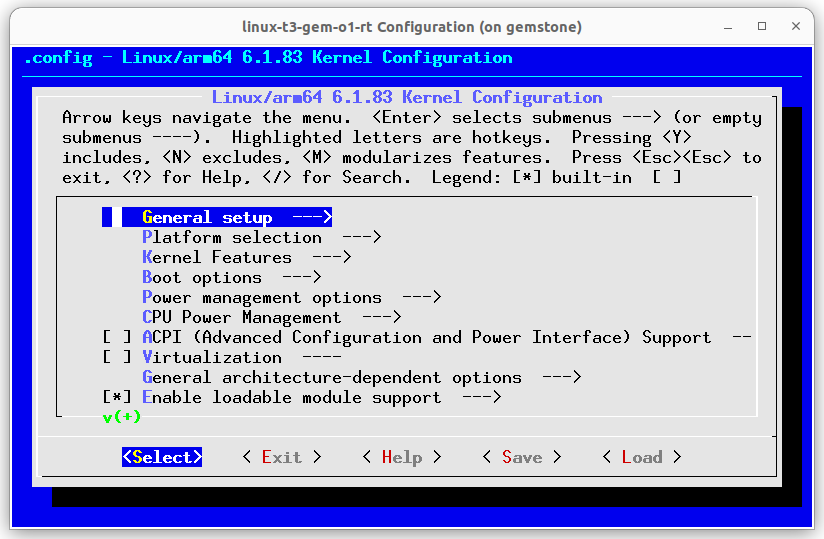 linux-t3-gem-o1-rt Configuration (on gemstone)
.config - Linux/arm64 6.1.83 Kernel Configuration
Linux/arm64 6.1.83 Kernel Configuration
Arrow keys navigate the menu.  <Enter> selects submenus ---> (or empty
submenus ----).  Highlighted letters are hotkeys.  Pressing <Y>
includes, <N> excludes, <M> modularizes features.  Press <Esc><Esc> to
exit, <?> for Help, </> for Search.  Legend: [*] built-in  [ ]
General setup  --->
Platform selection  --->
Kernel Features  --->
Boot options  --->
Power management options  --->
CPU Power Management  --->
[ ] ACPI (Advanced Configuration and Power Interface) Support  --
[ ] Virtualization  ----
General architecture-dependent options  --->
[*] Enable loadable module support  --->
v(+)
<Select>    < Exit >    < Help >    < Save >    < Load >